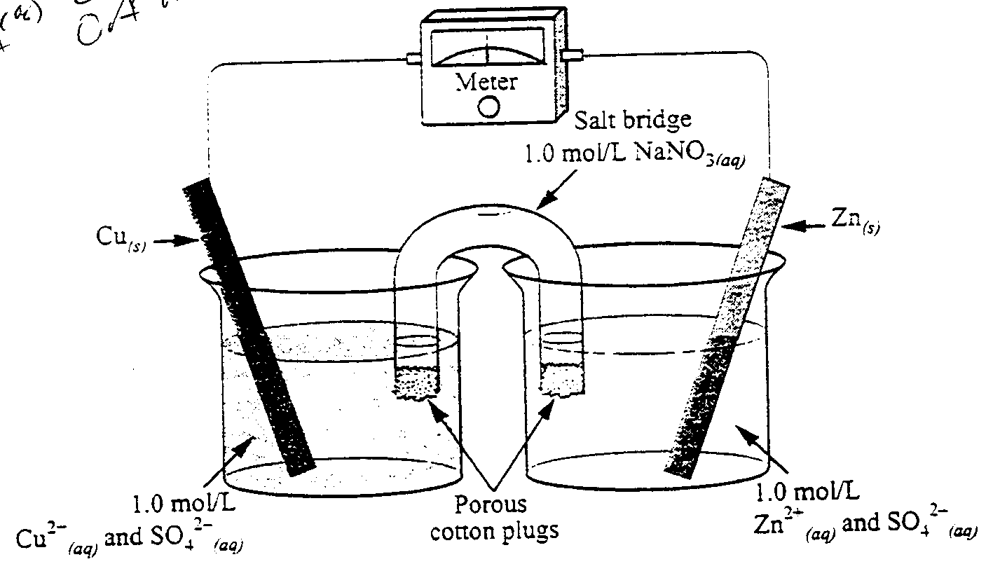 Meter
Salt bridge
1.0 mol/L NaNO₃(aq)
Cu(s)
Zn(s)
1.0 mol/L
Cu²⁻(aq) and SO₄²⁻(aq)
Porous
cotton plugs
1.0 mol/L
Zn²⁺(aq) and SO₄²⁻(aq)